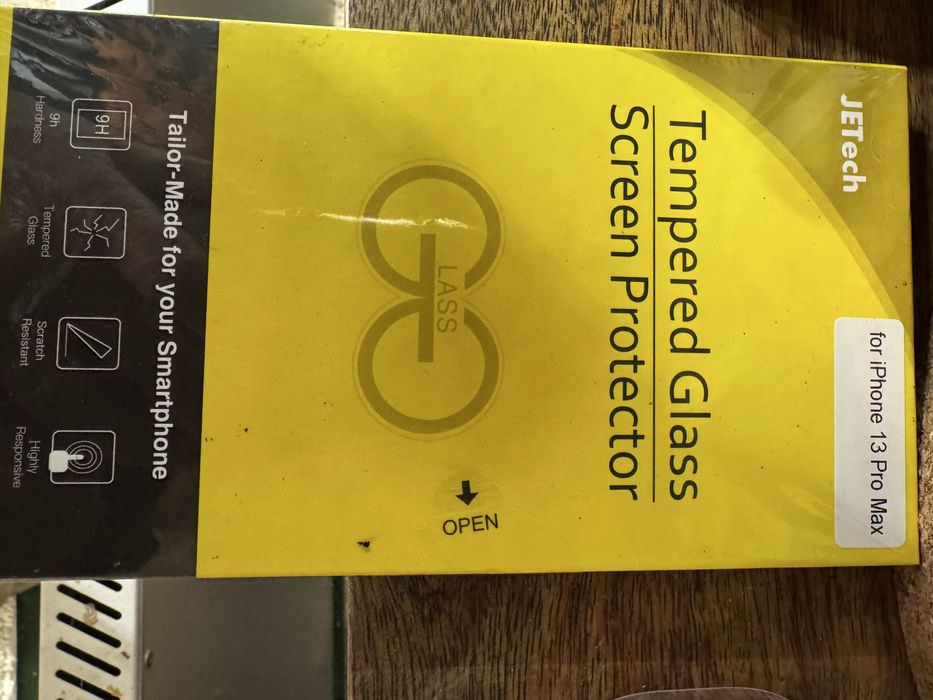 JETech
for iPhone 13 Pro Max
Tempered Glass
Screen Protector
LASS
OPEN
Tailor-Made for your Smartphone
9H
9h
Hardness
Tempered
Glass
Scratch
Resistant
Highly
Responsive